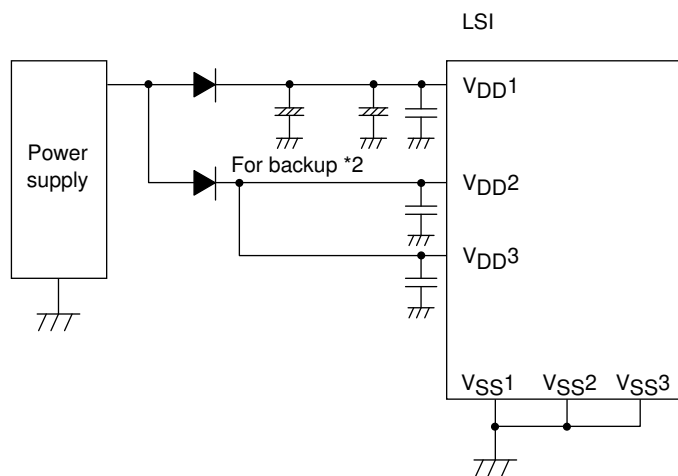 LSI
Power
supply
VDD1
For backup *2
VDD2
VDD3
VSS1 VSS2 VSS3